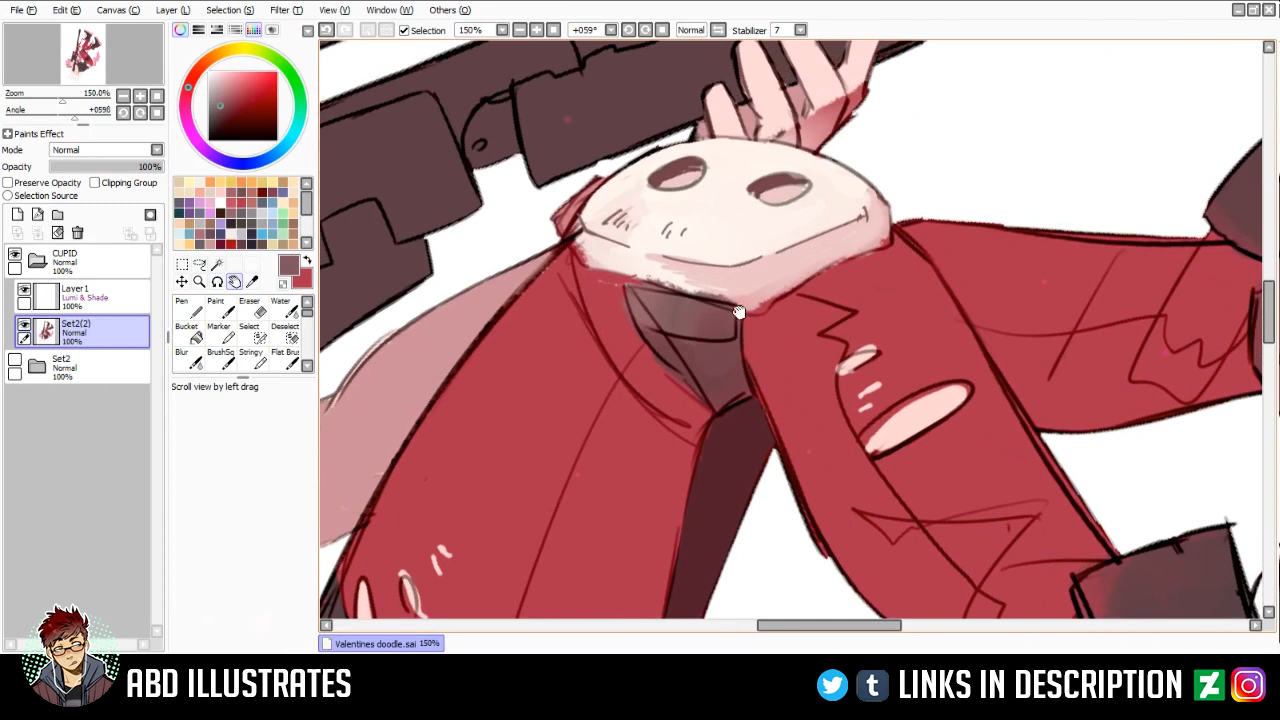 File (F) Edit (E) Canvas (C) Layer (L) Selection (S) Filter (T) View (V) Window (W) Others (O)
Selection 150% +059° Normal Stabilizer 7
Zoom 150.0%
Angle +059θ
Paints Effect
Mode Normal
Opacity 100%
Preserve Opacity Clipping Group
Selection Source
CUPID
Normal
100%
Layer1
Lumi & Shade
100%
Set2(2)
Normal
100%
Set2
Normal
100%
Pen Paint Eraser Water
Bucket Marker Select Deselect
Blur BrushSq Stringy Flat Brus
Scroll view by left drag
Valentines doodle.sai 150%
ABD ILLUSTRATES
LINKS IN DESCRIPTION